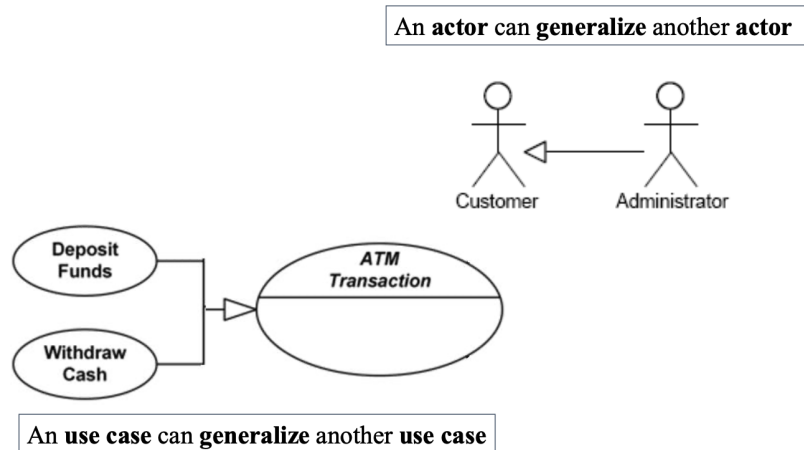 An actor can generalize another actor
Customer
Administrator
Deposit
Funds
ATM
Transaction
Withdraw
Cash
An use case can generalize another use case